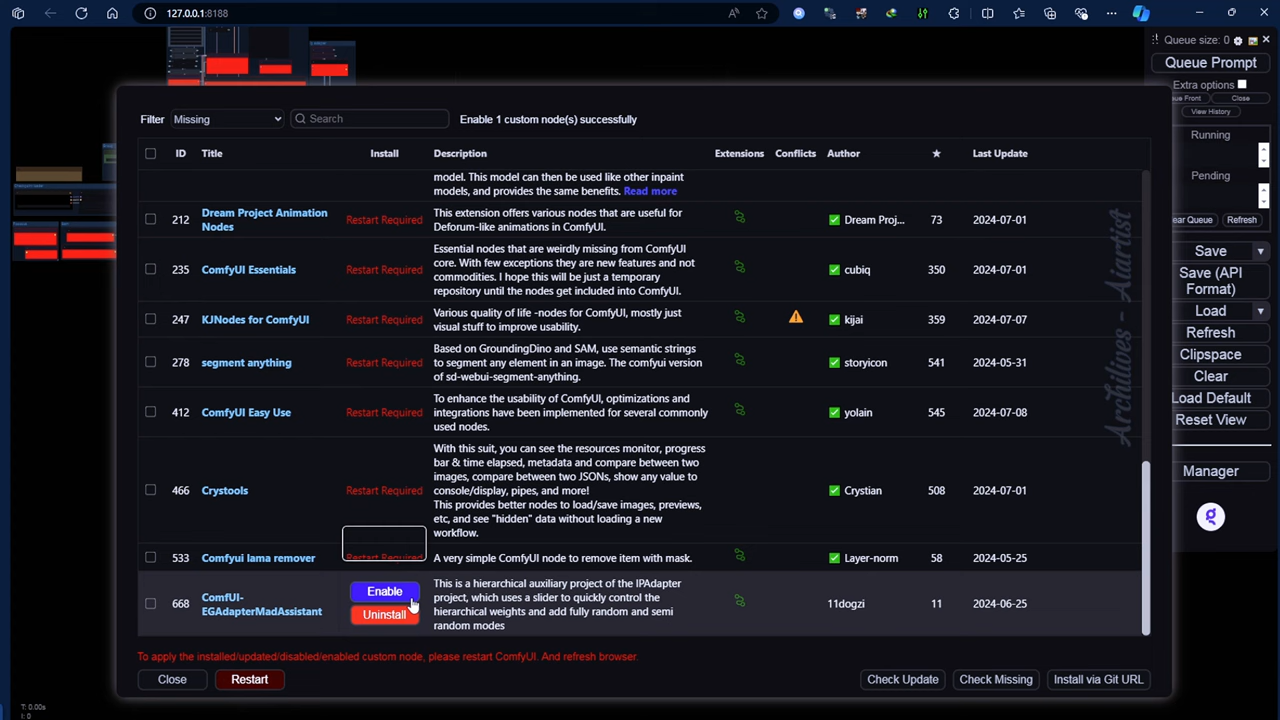 127.0.0.1:8188
Queue size: 0
Queue Prompt
Extra options
ue Front
Close
View History
Running
Pending
ear Queue
Refresh
Save
Save (API Format)
Load
Refresh
Clipspace
Clear
Load Default
Reset View
Manager
Filter
Missing
Search
Enable 1 custom node(s) successfully
ID Title Install Description Extensions Conflicts Author ★ Last Update
model. This model can then be used like other inpaint
models, and provides the same benefits. Read more
212 Dream Project Animation Nodes Restart Required
This extension offers various nodes that are useful for
Deforum-like animations in ComfyUI.
Dream Proj... 73 2024-07-01
235 ComfyUI Essentials Restart Required
Essential nodes that are weirdly missing from ComfyUI
core. With few exceptions they are new features and not
commodities. I hope this will be just a temporary
repository until the nodes get included into ComfyUI.
cubiq 350 2024-07-01
247 KJNodes for ComfyUI Restart Required
Various quality of life -nodes for ComfyUI, mostly just
visual stuff to improve usability.
kijai 359 2024-07-07
278 segment anything Restart Required
Based on GroundingDino and SAM, use semantic strings
to segment any element in an image. The comfyui version
of sd-webui-segment-anything.
storyicon 541 2024-05-31
412 ComfyUI Easy Use Restart Required
To enhance the usability of ComfyUI, optimizations and
integrations have been implemented for several commonly
used nodes.
yolain 545 2024-07-08
466 Crystools Restart Required
With this suit, you can see the resources monitor, progress
bar & time elapsed, metadata and compare between two
images, compare between two JSONs, show any value to
console/display, pipes, and more!
This provides better nodes to load/save images, previews,
etc, and see "hidden" data without loading a new
workflow.
Crystian 508 2024-07-01
533 Comfyui lama remover Restart Required
A very simple ComfyUI node to remove item with mask.
Layer-norm 58 2024-05-25
668 ComfUI-
EGAdapterMadAssistant
Enable
Uninstall
This is a hierarchical auxiliary project of the IPAdapter
project, which uses a slider to quickly control the
hierarchical weights and add fully random and semi
random modes
11dogzi 11 2024-06-25
Archilives - Aiartist
To apply the installed/updated/disabled/enabled custom node, please restart ComfyUI. And refresh browser.
Close
Restart
Check Update
Check Missing
Install via Git URL
T: 0.00s
I: 0